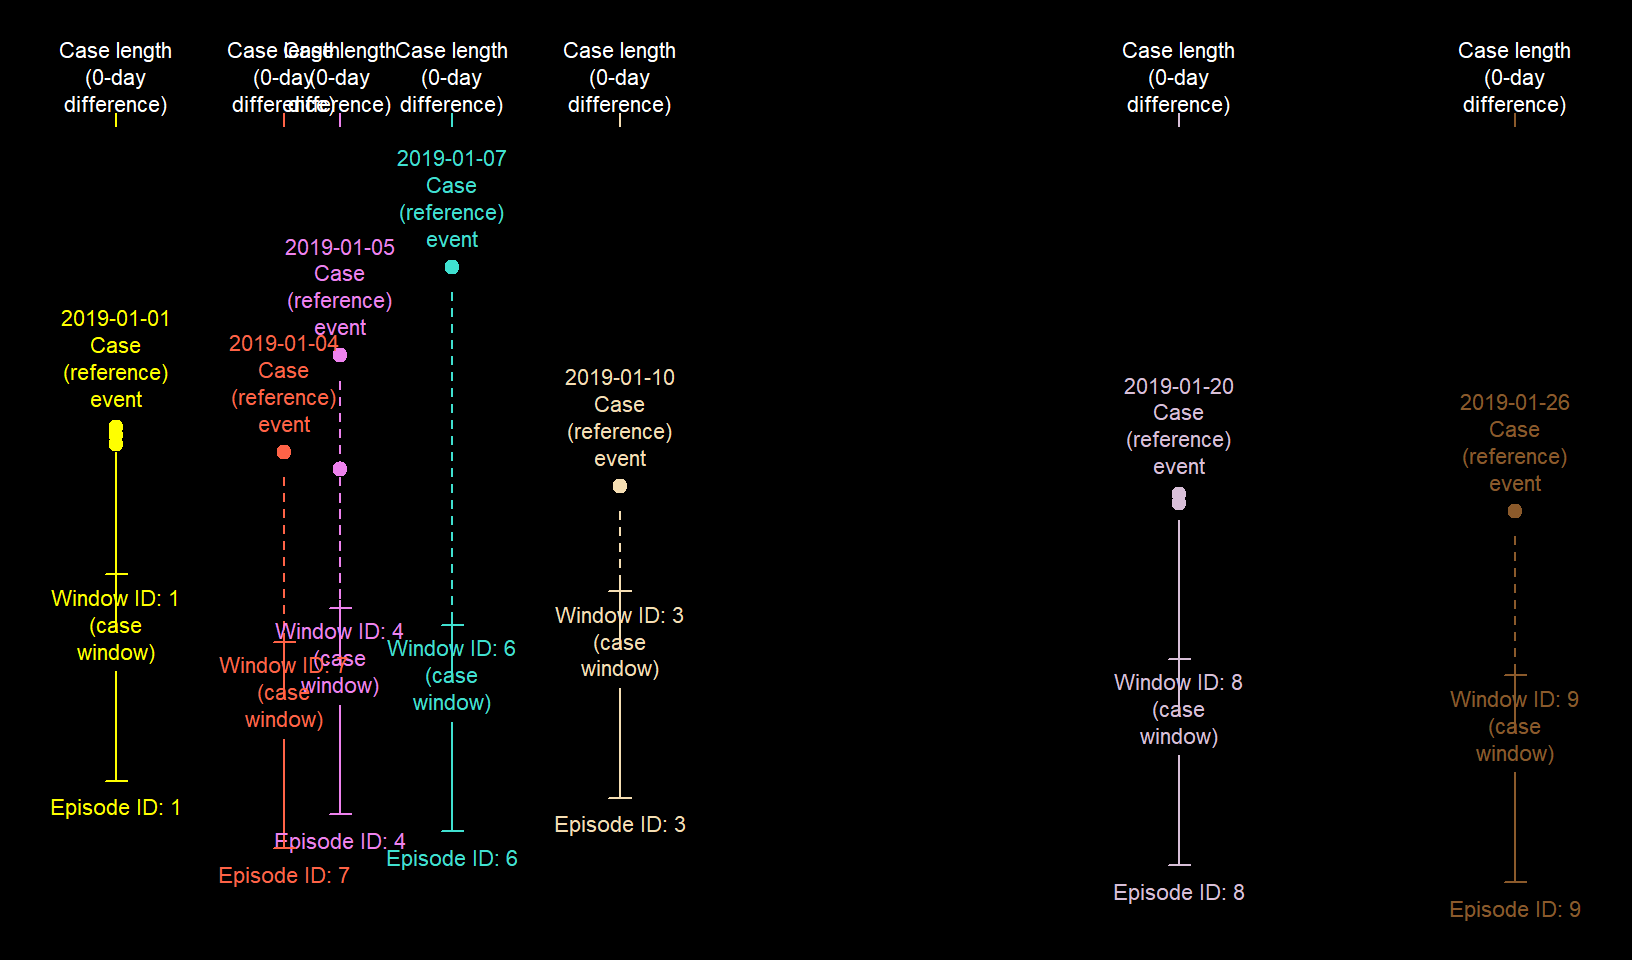 Case length
(0-day
difference)
Case length
(0-day
difference)
Case length
(0-day
difference)
Case length
(0-day
difference)
Case length
(0-day
difference)
Case length
(0-day
difference)
Case length
(0-day
difference)
2019-01-01
Case
(reference)
event
Window ID: 1
(case
window)
Episode ID: 1
2019-01-04
Case
(reference)
event
Window ID: 7
(case
window)
Episode ID: 7
2019-01-05
Case
(reference)
event
Window ID: 4
(case
window)
Episode ID: 4
2019-01-07
Case
(reference)
event
Window ID: 6
(case
window)
Episode ID: 6
2019-01-10
Case
(reference)
event
Window ID: 3
(case
window)
Episode ID: 3
2019-01-20
Case
(reference)
event
Window ID: 8
(case
window)
Episode ID: 8
2019-01-26
Case
(reference)
event
Window ID: 9
(case
window)
Episode ID: 9